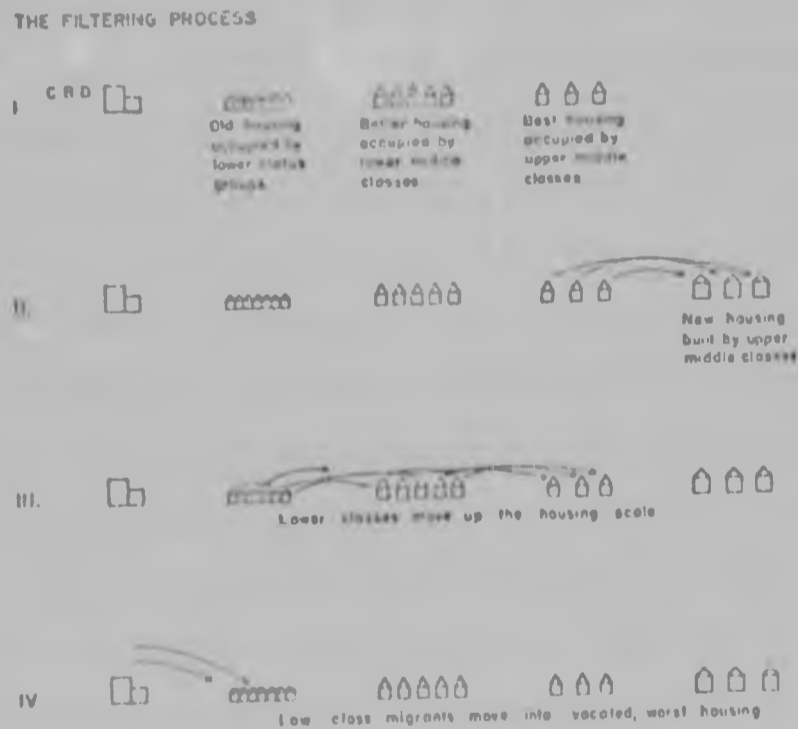 THE FILTERING PROCESS
I CBD
Old housing
occupied by
lower status
groups
Better housing
occupied by
lower middle
classes
Best housing
occupied by
upper middle
classes
II.
New housing
built by upper
middle classes
III.
Lower classes move up the housing scale
IV
Low class migrants move into vacated, worst housing